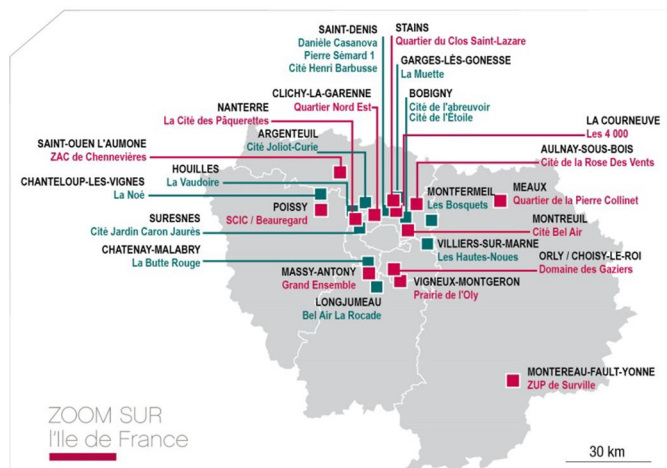 SAINT-DENIS
Danièle Casanova
Pierre Sémard 1
Cité Henri Barbusse
STAINS
Quartier du Clos Saint-Lazare
GARGES-LÈS-GONESSE
La Muette
CLICHY-LA-GARENNE
Quartier Nord Est
BOBIGNY
Cité de l'abreuvoir
Cité de l'Étoile
NANTERRE
La Cité des Pâquerettes
LA COURNEUVE
Les 4 000
ARGENTEUIL
Cité Joliot-Curie
SAINT-OUEN L'AUMONE
ZAC de Chennevières
AULNAY-SOUS-BOIS
Cité de la Rose Des Vents
HOUILLES
La Vaudoire
CHANTELOUP-LES-VIGNES
La Noé
MONTFERMEIL
Les Bosquets
MEAUX
Quartier de la Pierre Collinet
POISSY
SCIC / Beauregard
SURESNES
Cité Jardin Caron Jaurès
MONTREUIL
Cité Bel Air
CHATENAY-MALABRY
La Butte Rouge
VILLIERS-SUR-MARNE
Les Hautes-Noues
ORLY / CHOISY-LE-ROI
Domaine des Gaziers
MASSY-ANTONY
Grand Ensemble
VIGNEUX-MONTGERON
Prairie de l'Oly
LONGJUMEAU
Bel Air La Rocade
MONTEREAU-FAULT-YONNE
ZUP de Surville
ZOOM SUR
l'Ile de France
30 km